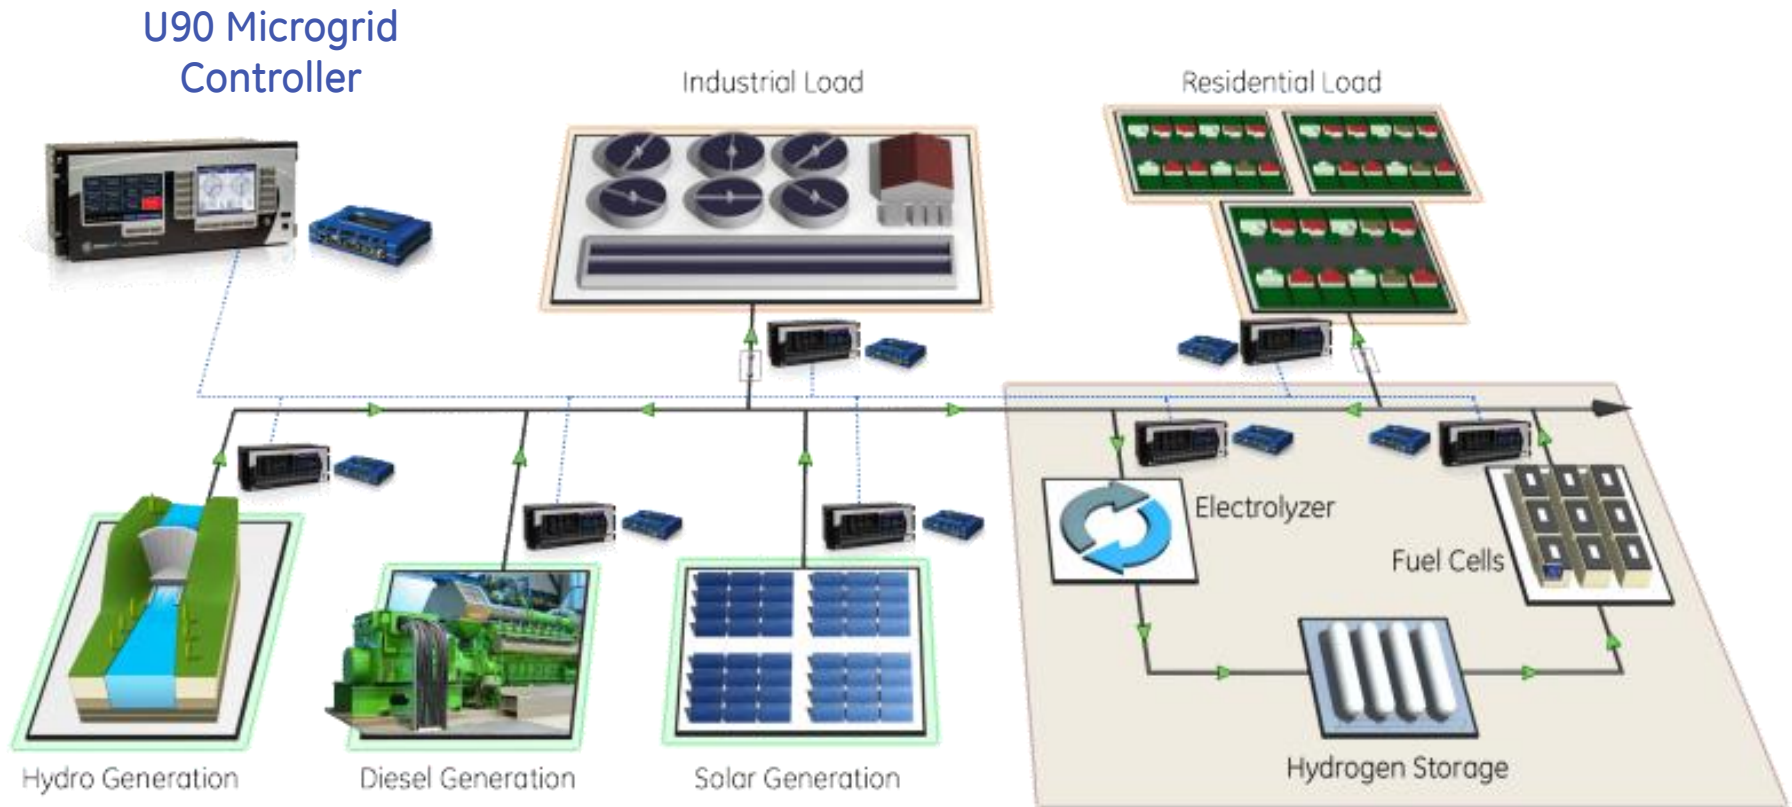 U90 Microgrid
Controller
Industrial Load
Residential Load
Electrolyzer
Fuel Cells
Hydrogen Storage
Hydro Generation
Diesel Generation
Solar Generation